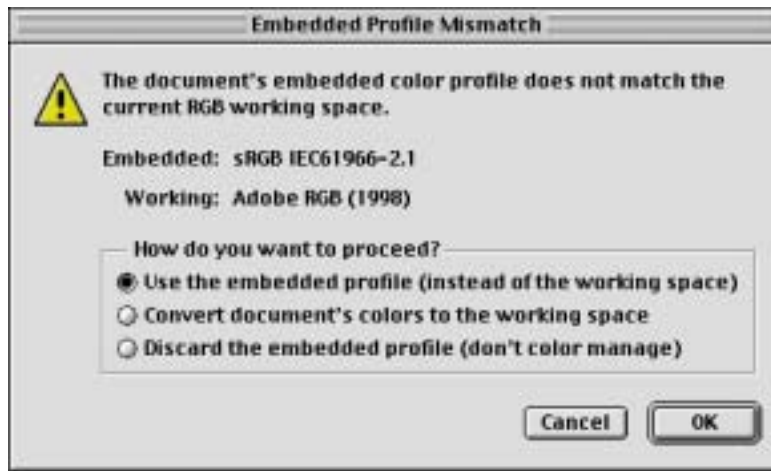 Embedded Profile Mismatch
The document's embedded color profile does not match the
current RGB working space.
Embedded: sRGB IEC61966-2.1
Working: Adobe RGB (1998)
How do you want to proceed?
Use the embedded profile (instead of the working space)
Convert document's colors to the working space
Discard the embedded profile (don't color manage)
Cancel OK